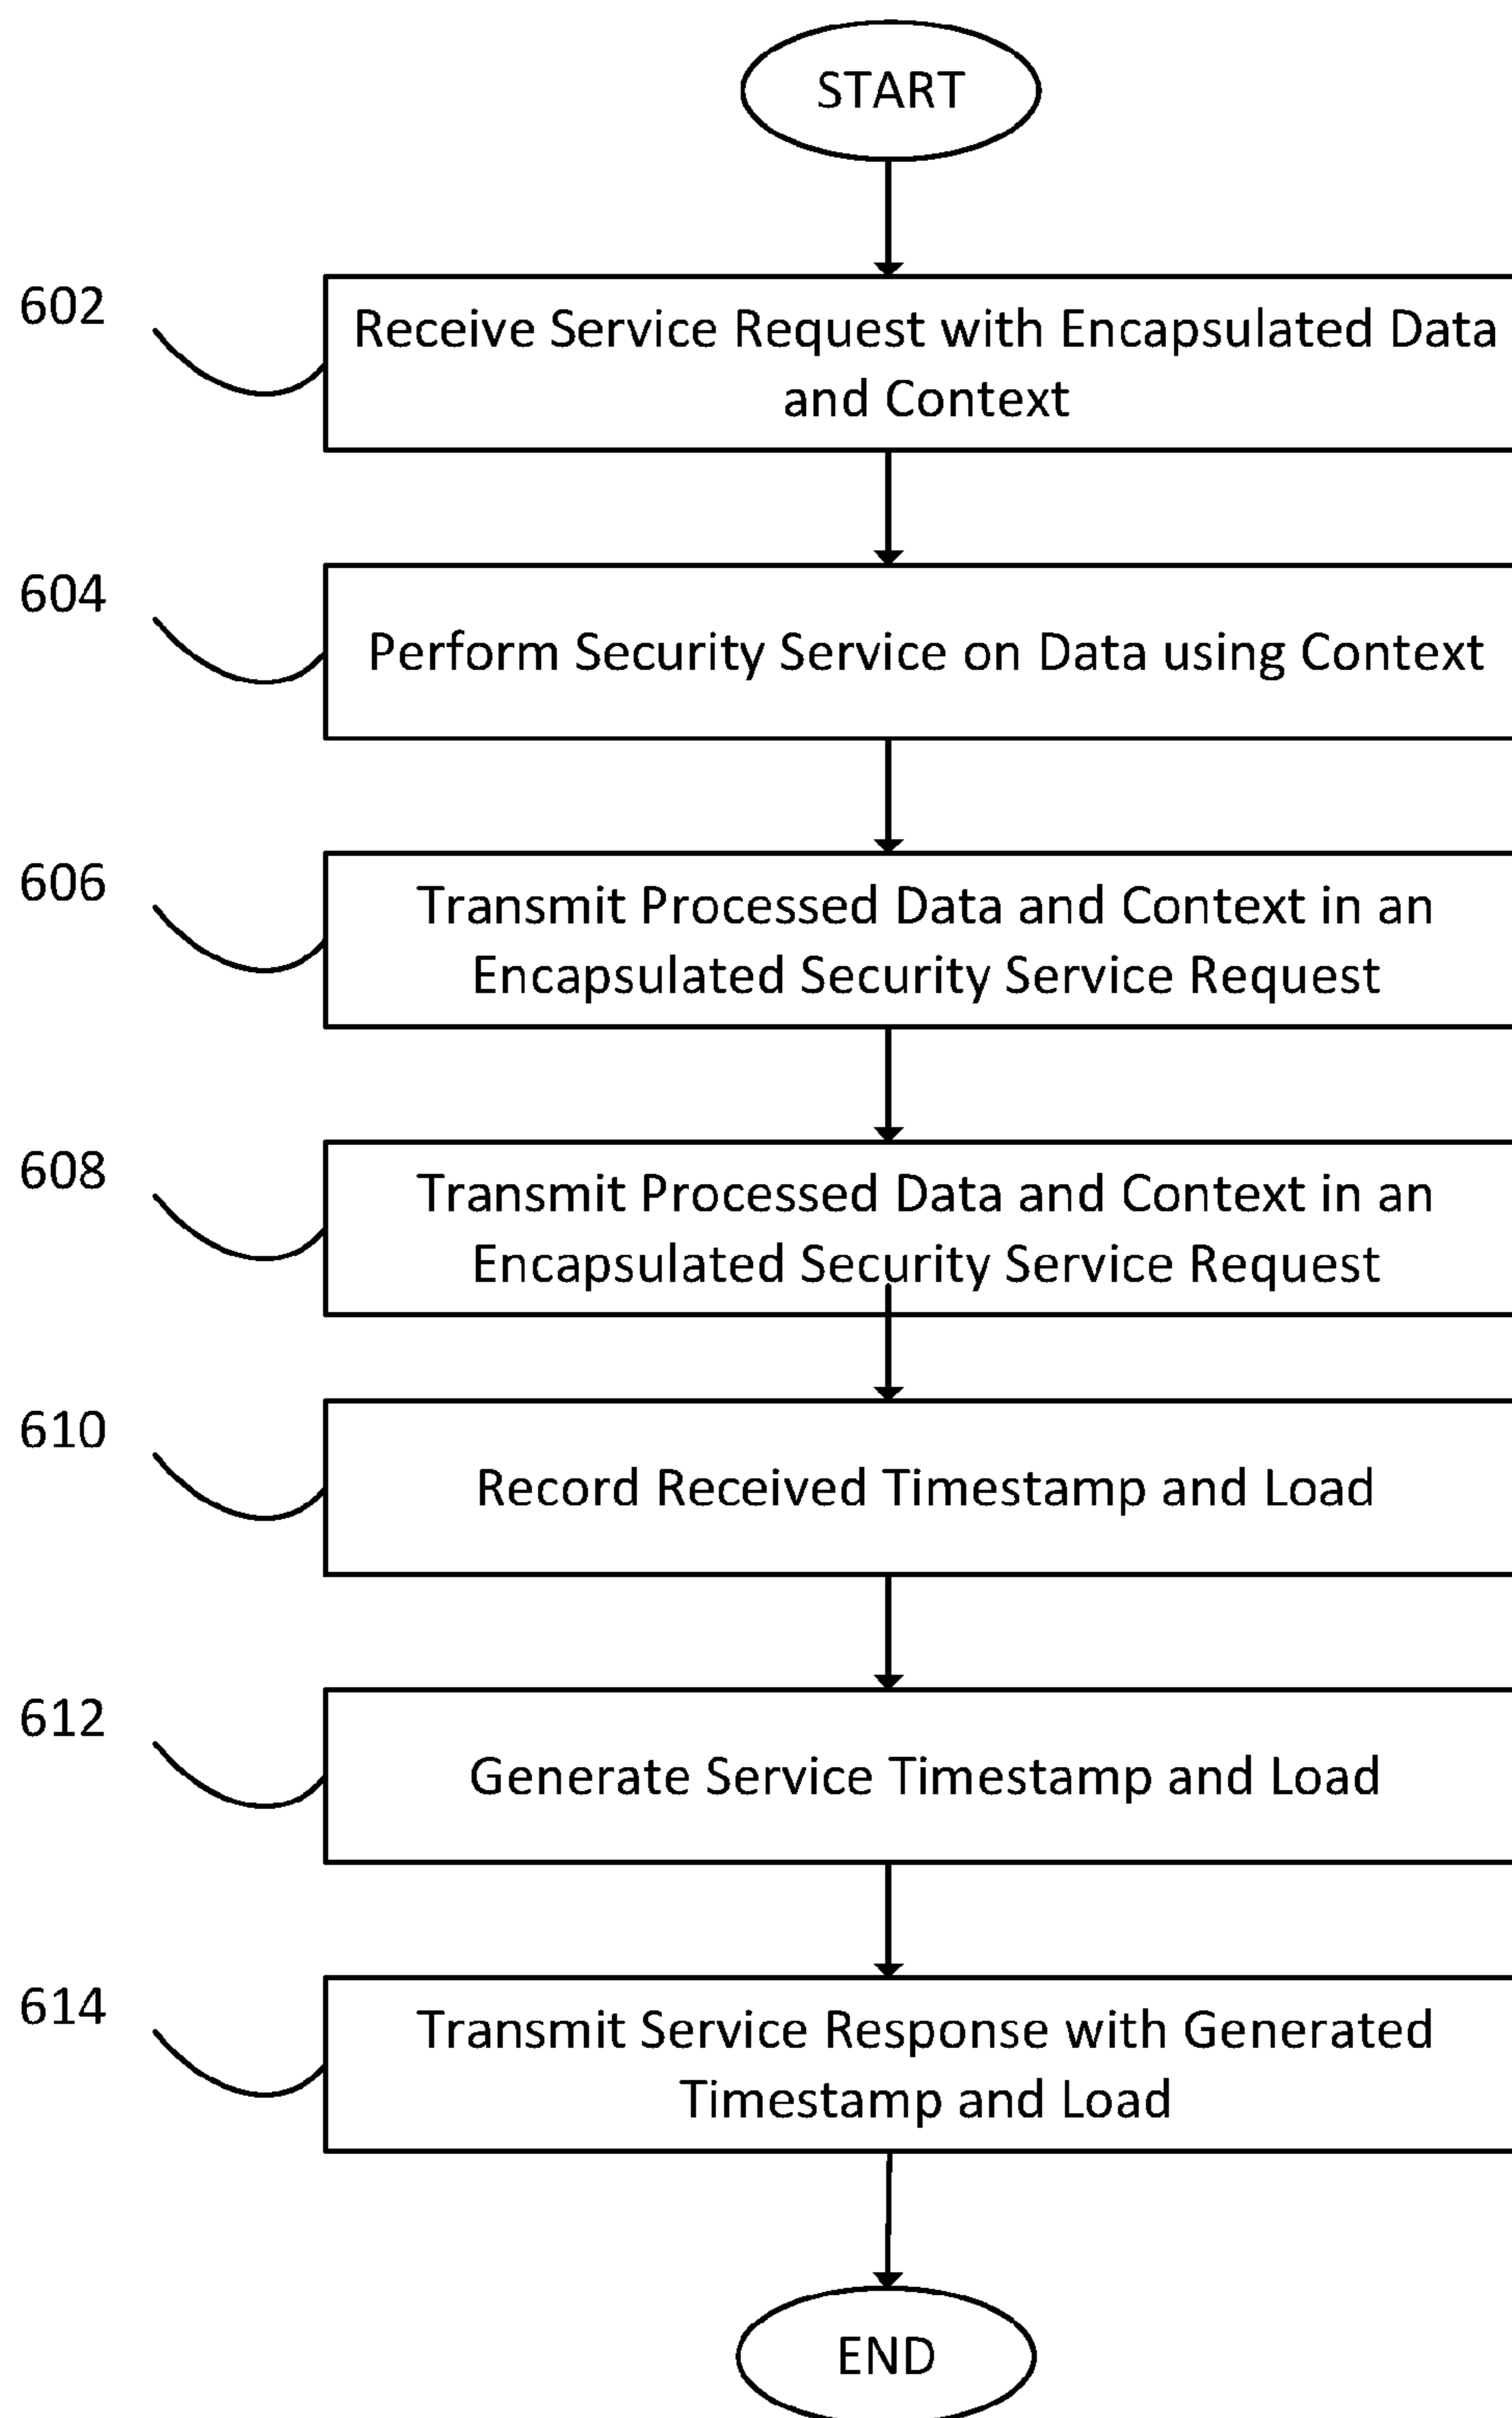 START
602
Receive Service Request with Encapsulated Data
and Context
604
Perform Security Service on Data using Context
606
Transmit Processed Data and Context in an
Encapsulated Security Service Request
608
Transmit Processed Data and Context in an
Encapsulated Security Service Request
610
Record Received Timestamp and Load
612
Generate Service Timestamp and Load
614
Transmit Service Response with Generated
Timestamp and Load
END